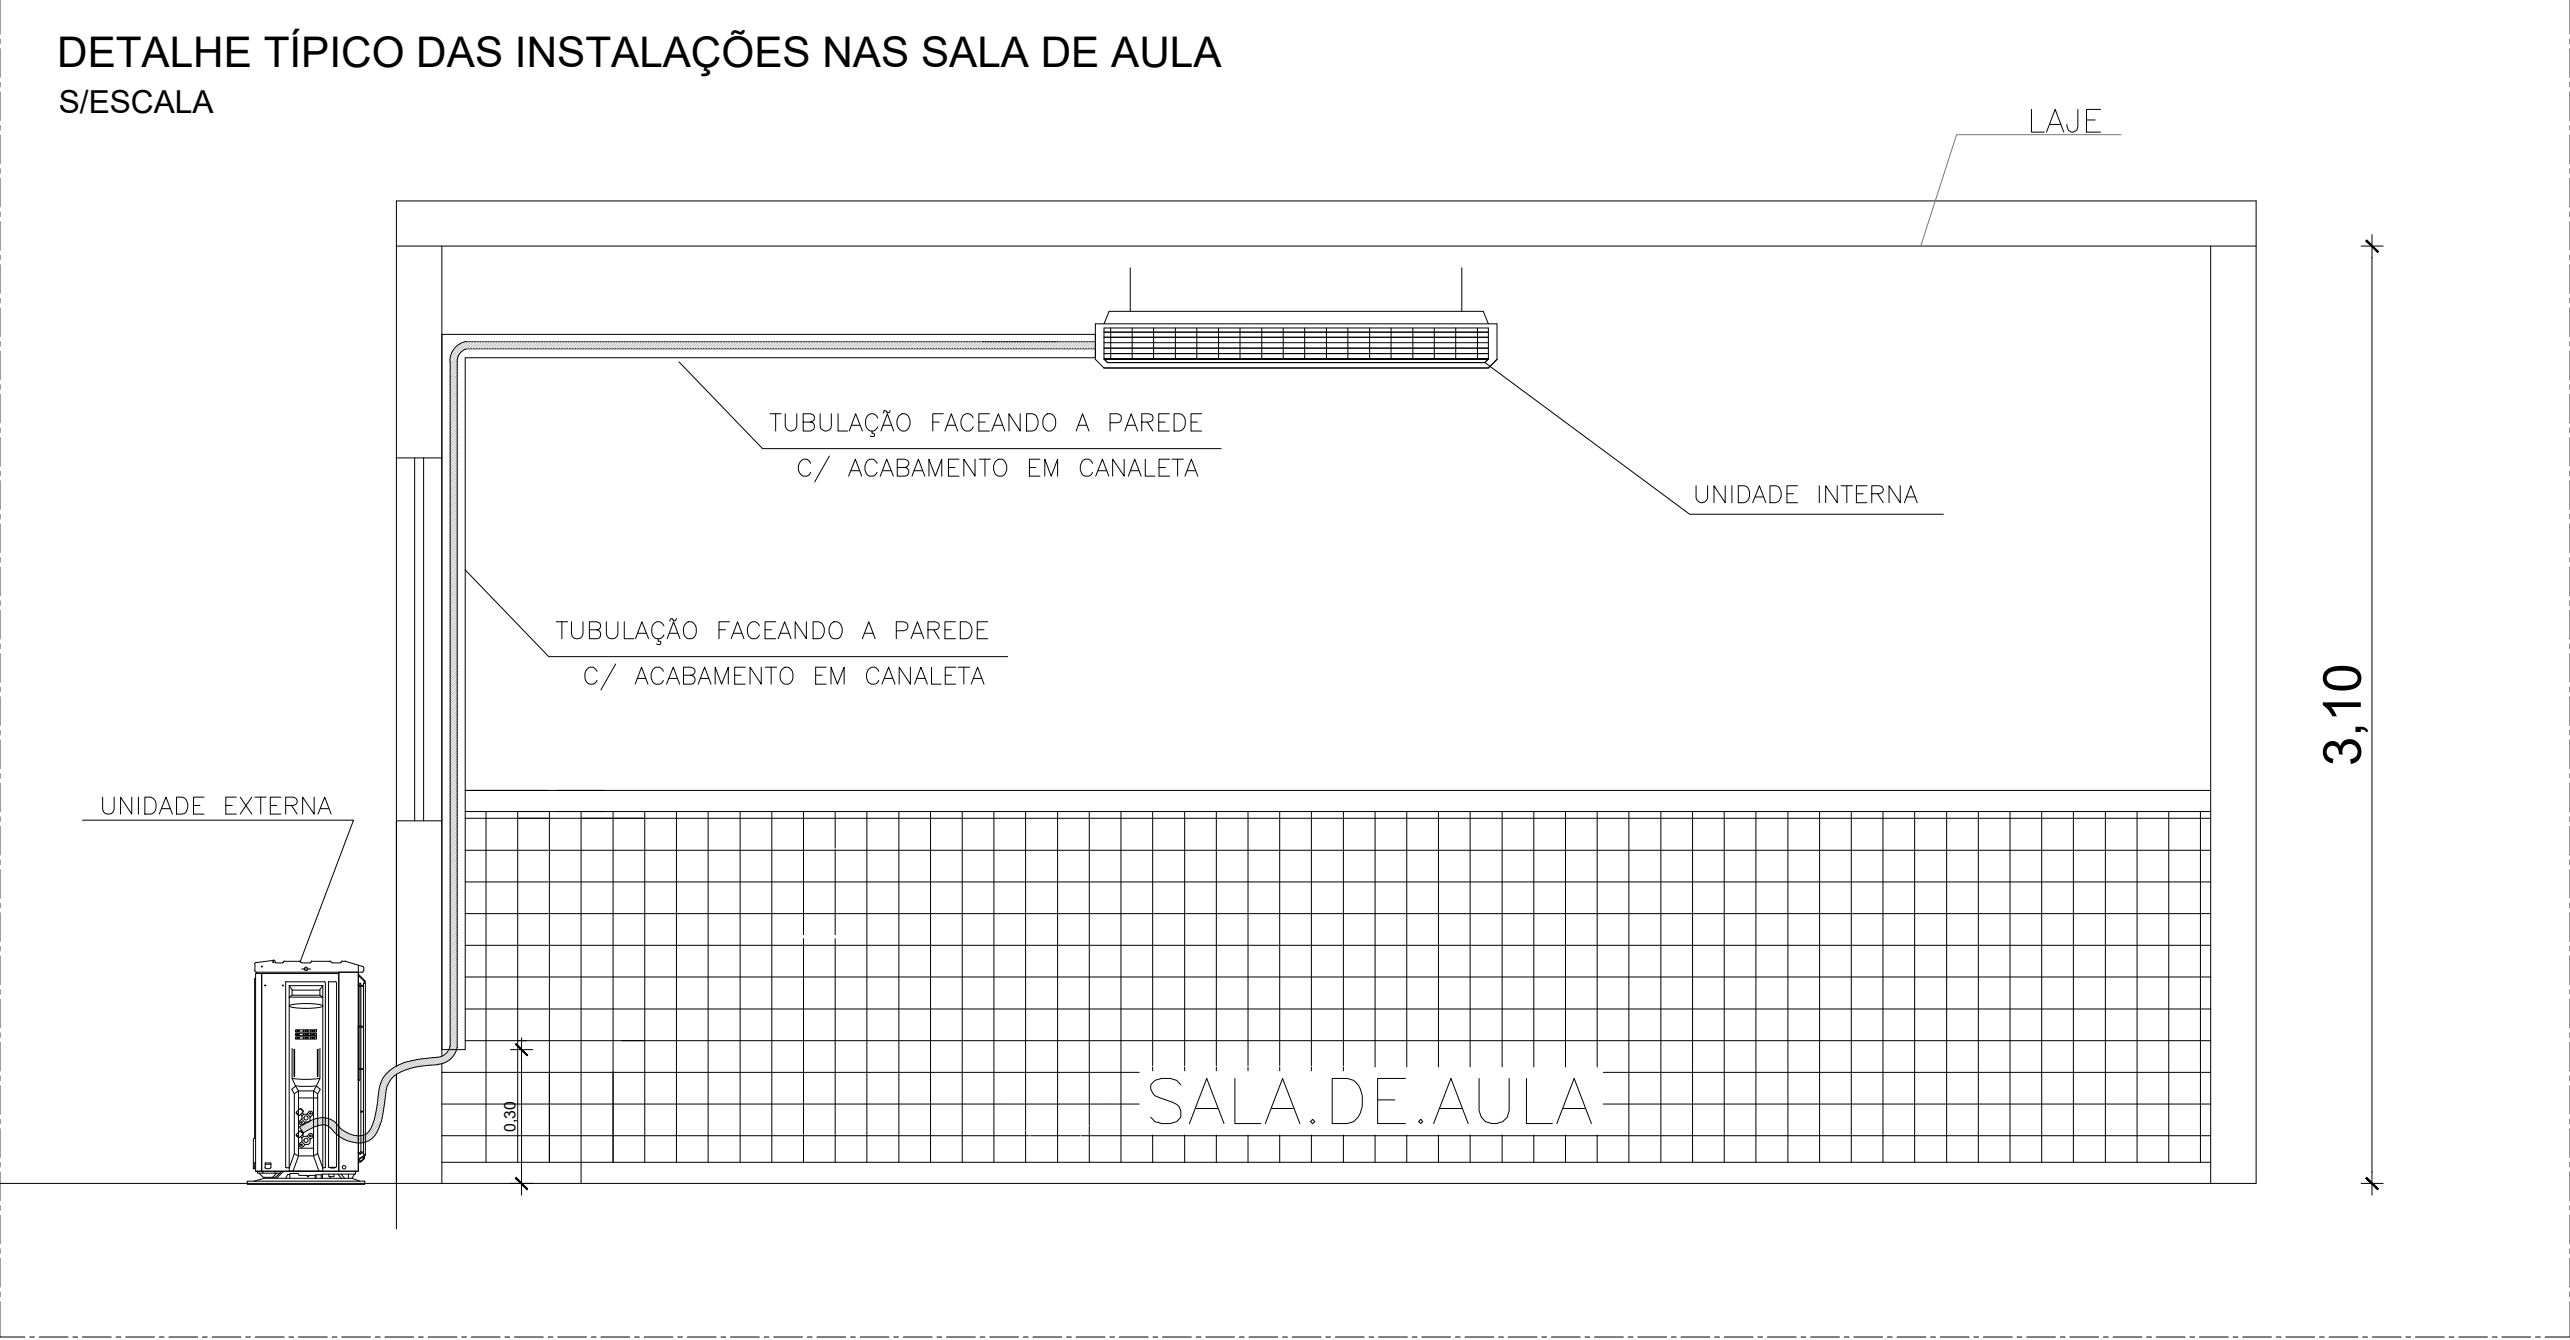 DETALHE TÍPICO DAS INSTALAÇÕES NAS SALA DE AULA
S/ESCALA
LAJE
TUBULAÇÃO FACEANDO A PAREDE
C/ ACABAMENTO EM CANALETA
UNIDADE INTERNA
TUBULAÇÃO FACEANDO A PAREDE
C/ ACABAMENTO EM CANALETA
3,10
UNIDADE EXTERNA
0,30
SALA.DE.AULA